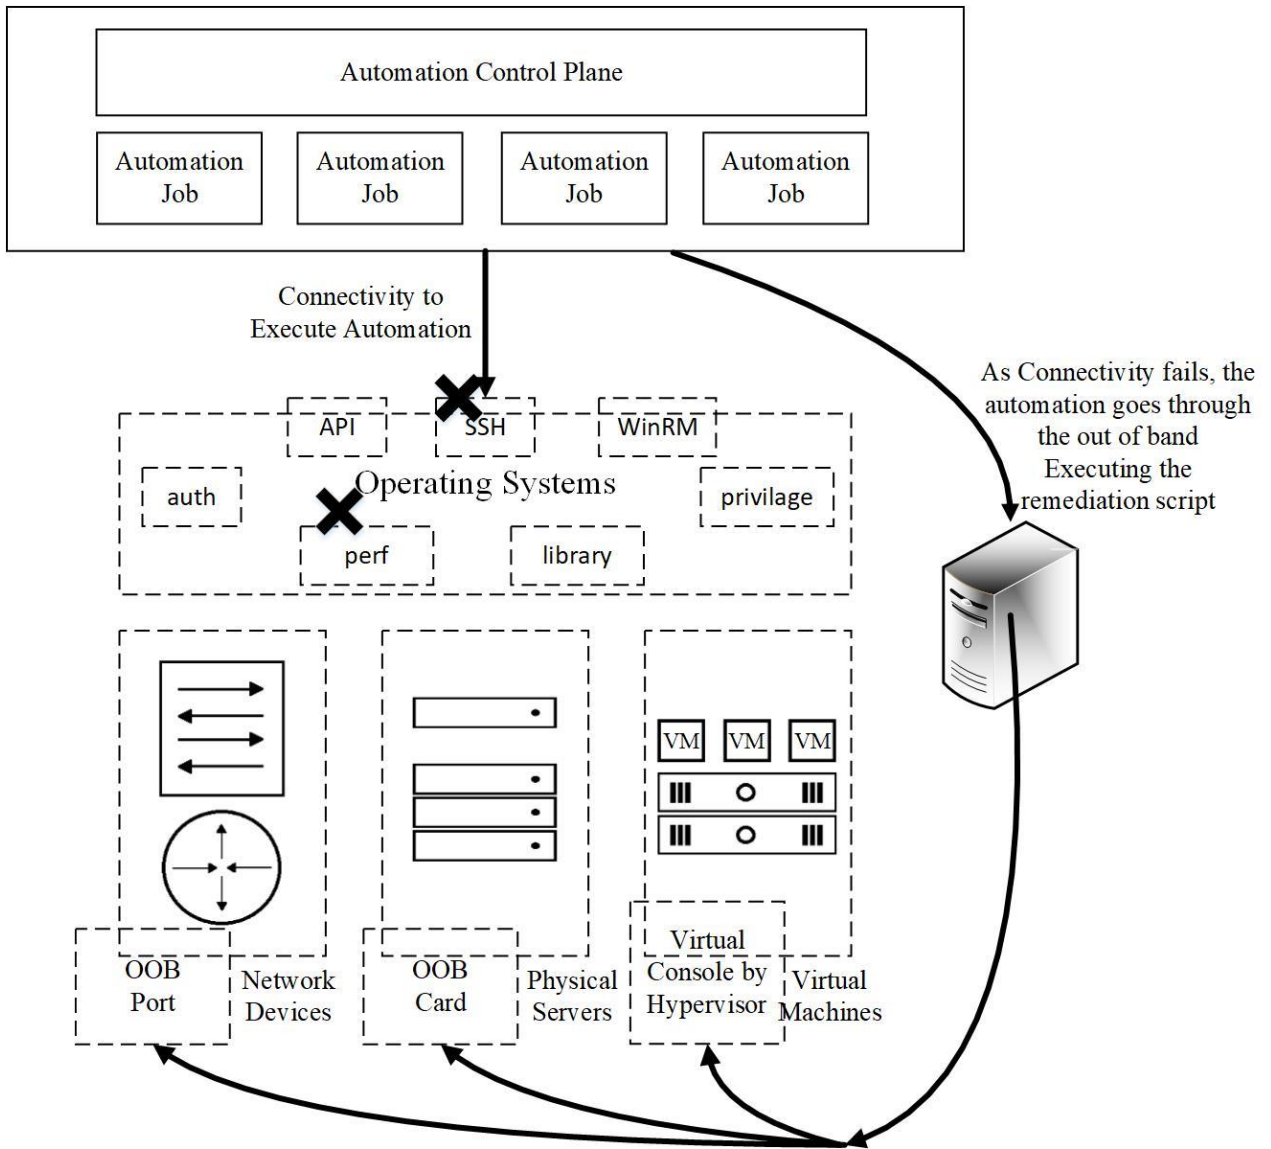 Automation Control Plane
Automation
Job
Automation
Job
Automation
Job
Automation
Job
Connectivity to
Execute Automation
As Connectivity fails, the
automation goes through
the out of band
Executing the
remediation script
API
SSH
WinRM
Operating Systems
auth
privilage
perf
library
VM
VM
VM
OOB
Port
Network
Devices
OOB
Card
Physical
Servers
Virtual
Console by
Hypervisor
Virtual
Machines